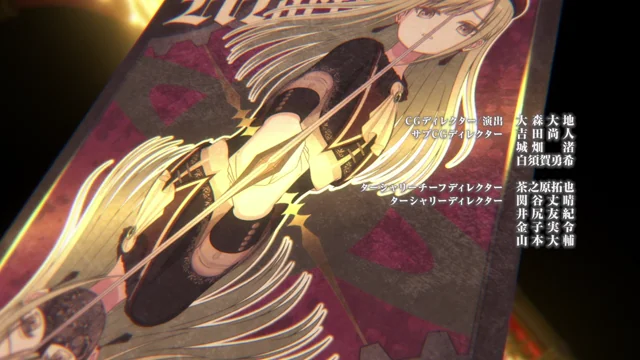 CGディレクター/演出 大森大地
サブCGディレクター 吉田尚人
城畑 渚
白須賀勇希
ターシャリーチーフディレクター 茶之原拓也
ターシャリーディレクター 関谷丈晴
井尻友紀
金子実令
山本大輔